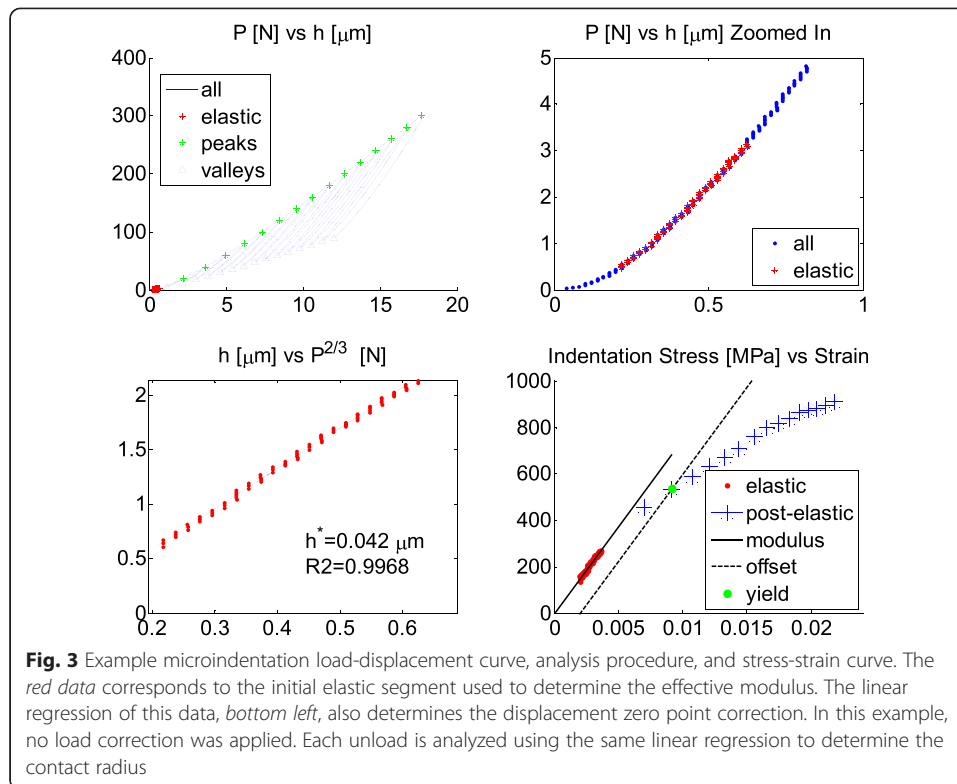 P [N] vs h [μm]
400
300
200
100
0
0 5 10 15 20
all
elastic
peaks
valleys
P [N] vs h [μm] Zoomed In
5
4
3
2
1
0
0 0.5 1
all
elastic
h [μm] vs P^{2/3} [N]
2
1.5
1
0.5
0
0.2 0.3 0.4 0.5 0.6
h^*=0.042 μm
R2=0.9968
Indentation Stress [MPa] vs Strain
1000
800
600
400
200
0
0 0.005 0.01 0.015 0.02
elastic
post-elastic
modulus
offset
yield
Fig. 3 Example microindentation load-displacement curve, analysis procedure, and stress-strain curve. The
red data corresponds to the initial elastic segment used to determine the effective modulus. The linear
regression of this data, bottom left, also determines the displacement zero point correction. In this example,
no load correction was applied. Each unload is analyzed using the same linear regression to determine the
contact radius